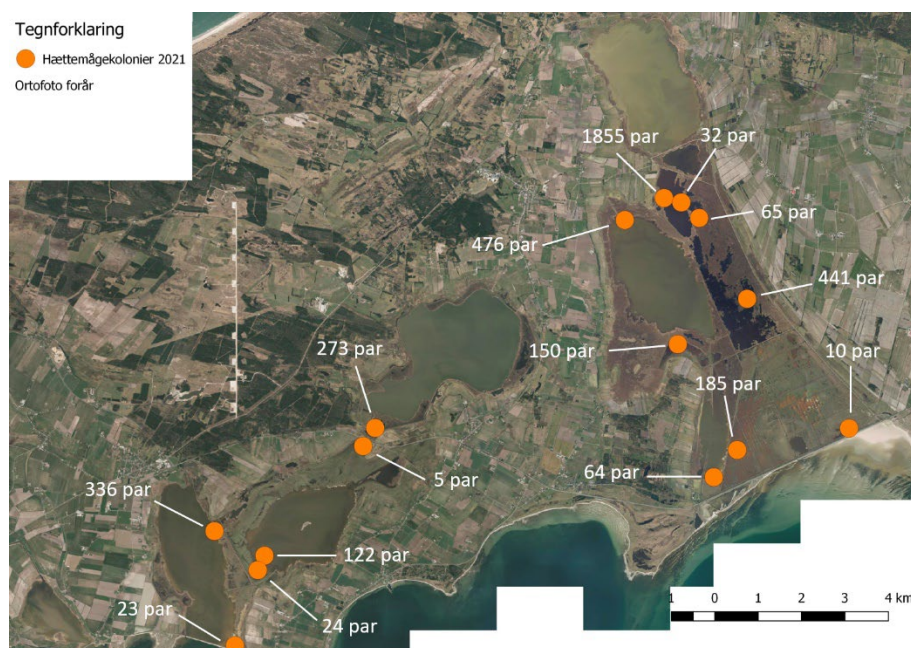 Tegnforklaring
Hættemågekolonier 2021
Ortofoto forår
1855 par
32 par
65 par
476 par
441 par
273 par
150 par
10 par
185 par
5 par
64 par
336 par
122 par
24 par
23 par
1 0 1 2 3 4 km